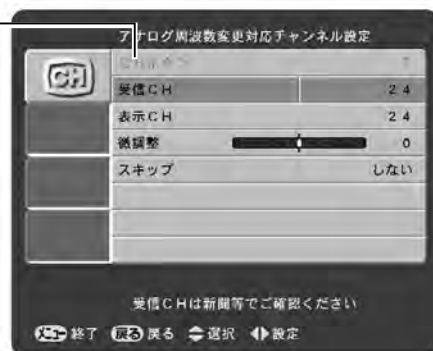 アナログ周波数変更対応チャンネル設定
CH
受信CH 24
表示CH 24
微調整 0
スキップ しない
受信CHは新聞等でご確認ください
メニュー 終了 戻る 戻る 選択 設定